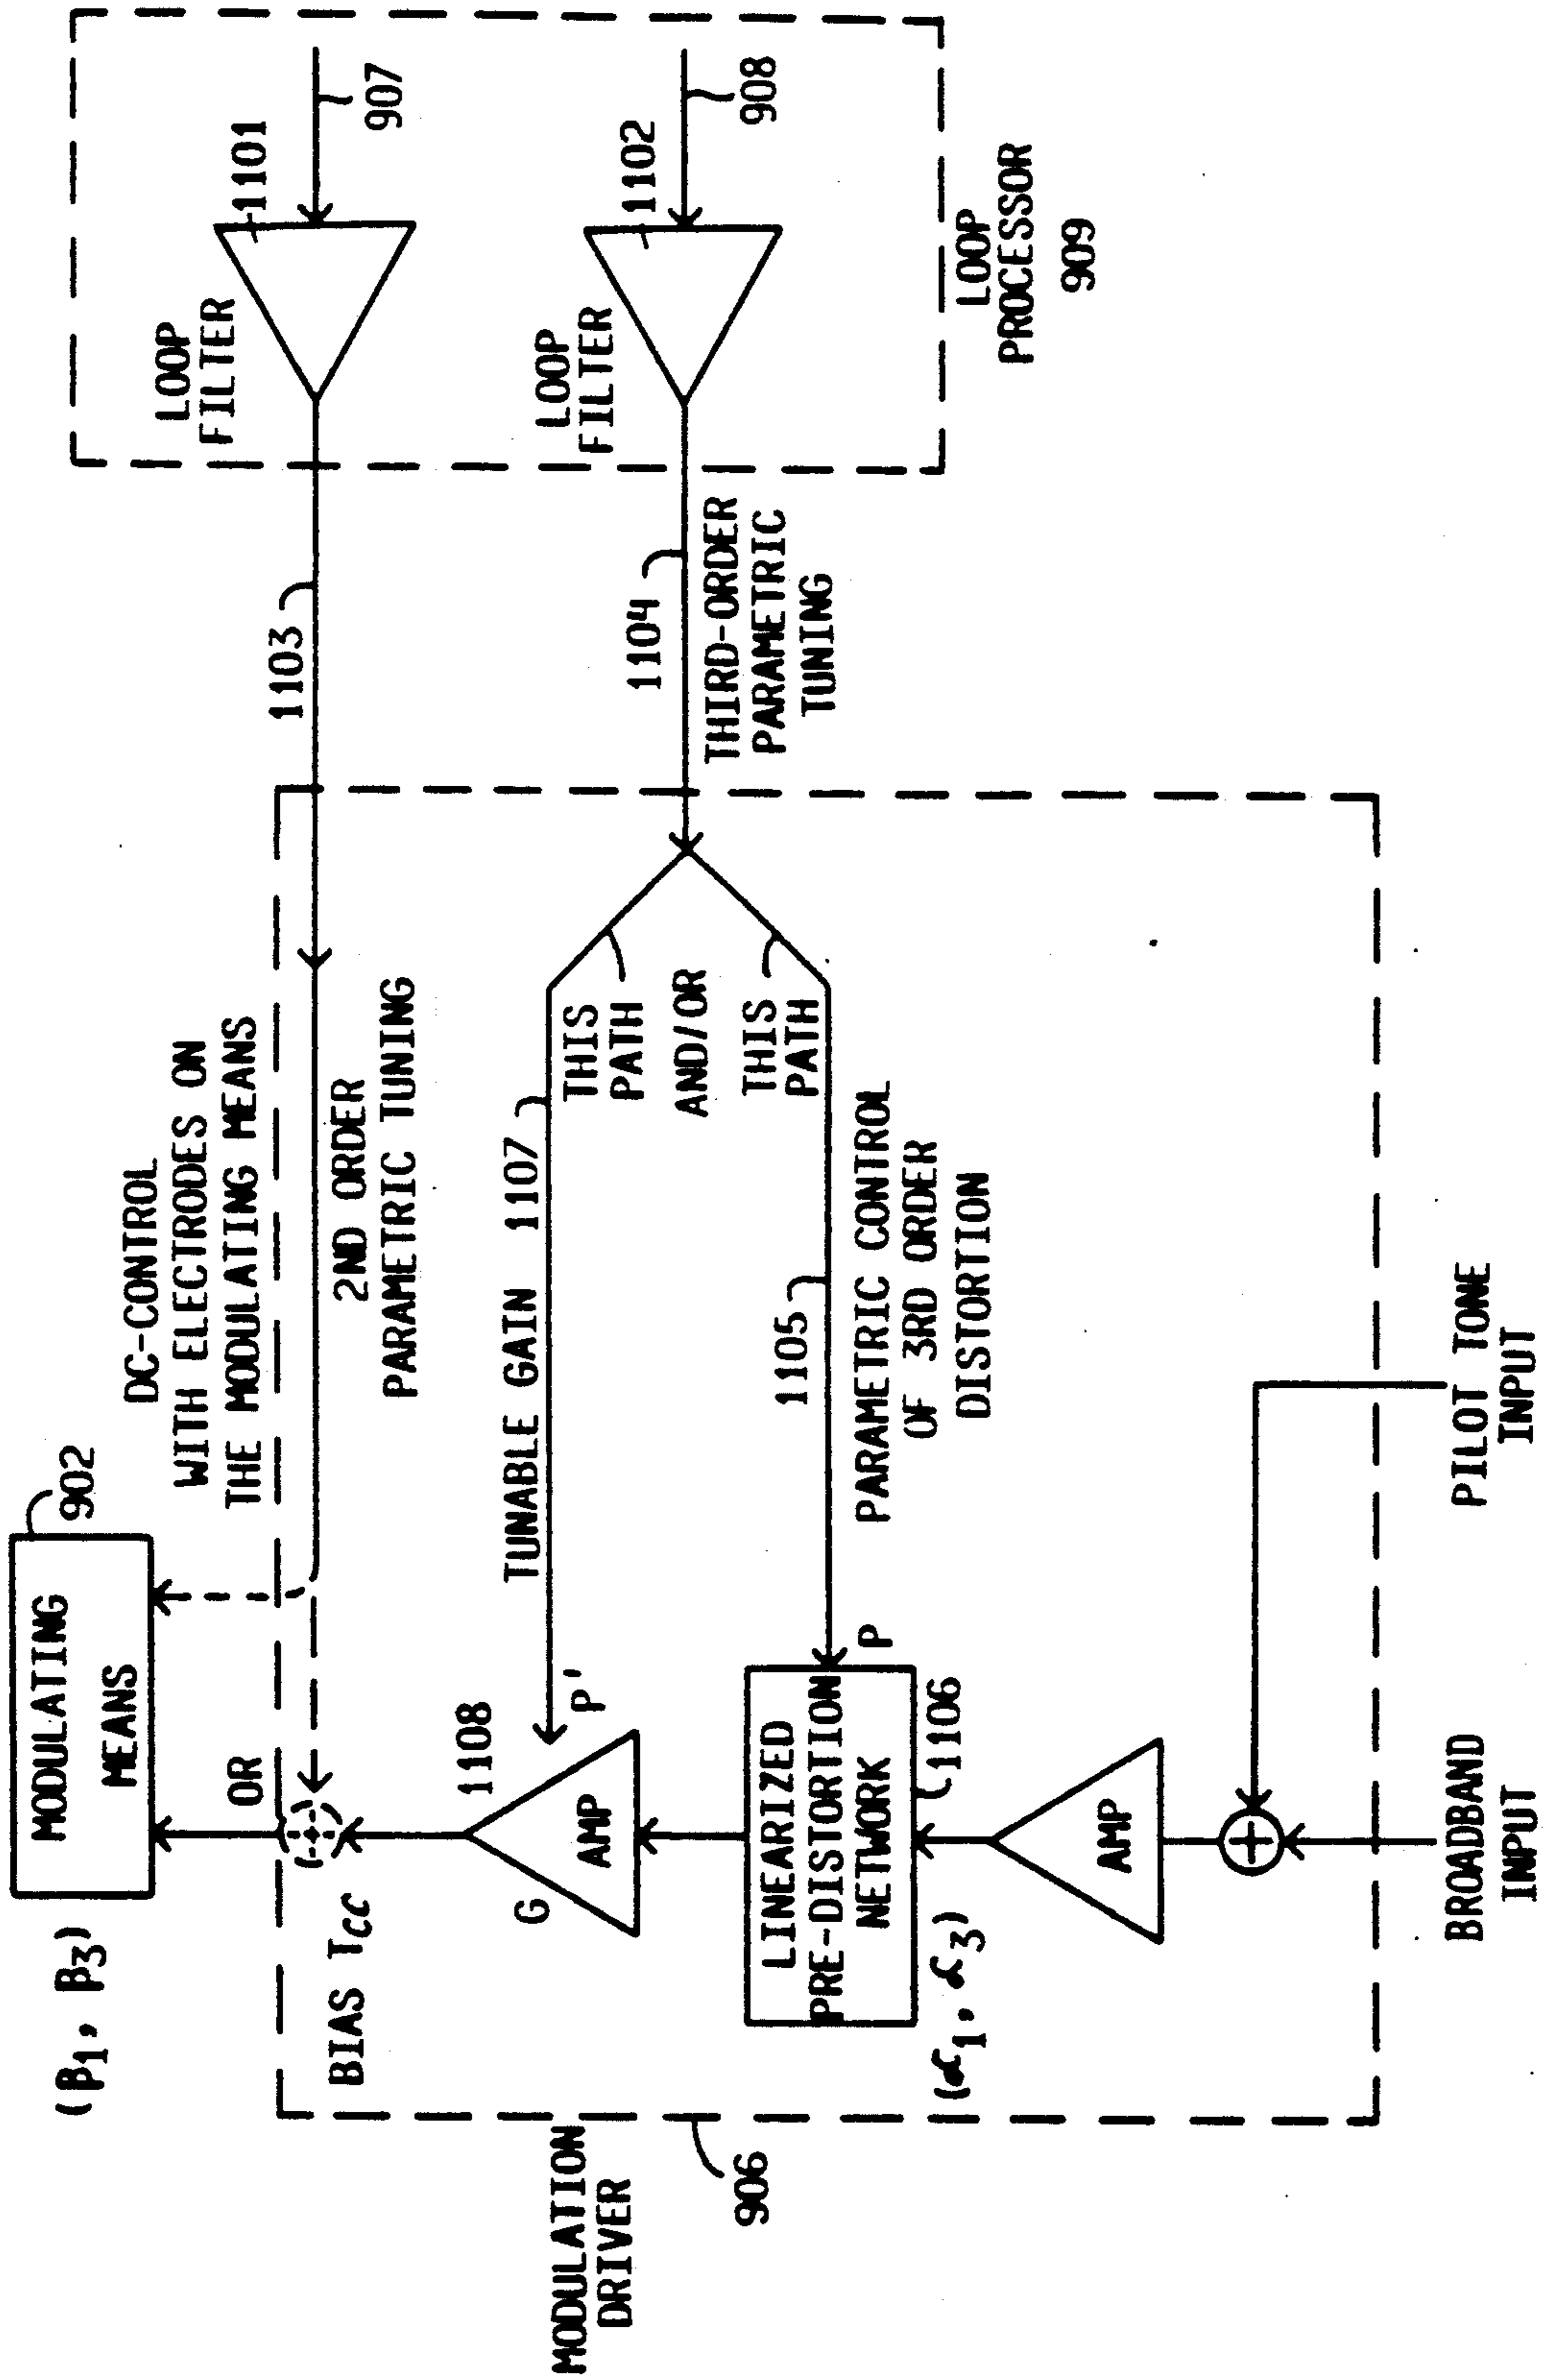 (β1, β3)
MODULATING
MEANS
902
DC-CONTROL
WITH ELECTRODES ON
THE MODULATING MEANS
OR
BIAS TCC
2ND ORDER
PARAMETRIC TUNING
1103
LOOP
FILTER
1101
907
MODULATION
DRIVER
906
G
AMP
1108
P'
TUNABLE GAIN 1107
THIS
PATH
AND/OR
THIS
PATH
1104
THIRD-ORDER
PARAMETRIC
TUNING
LOOP
FILTER
1102
908
LINEARIZED
PRE-DISTORTION
NETWORK
(α1, α3)
1106
P
1105
PARAMETRIC CONTROL
OF 3RD ORDER
DISTORTION
LOOP
PROCESSOR
909
AMP
+
BROADBAND
INPUT
PILOT TONE
INPUT